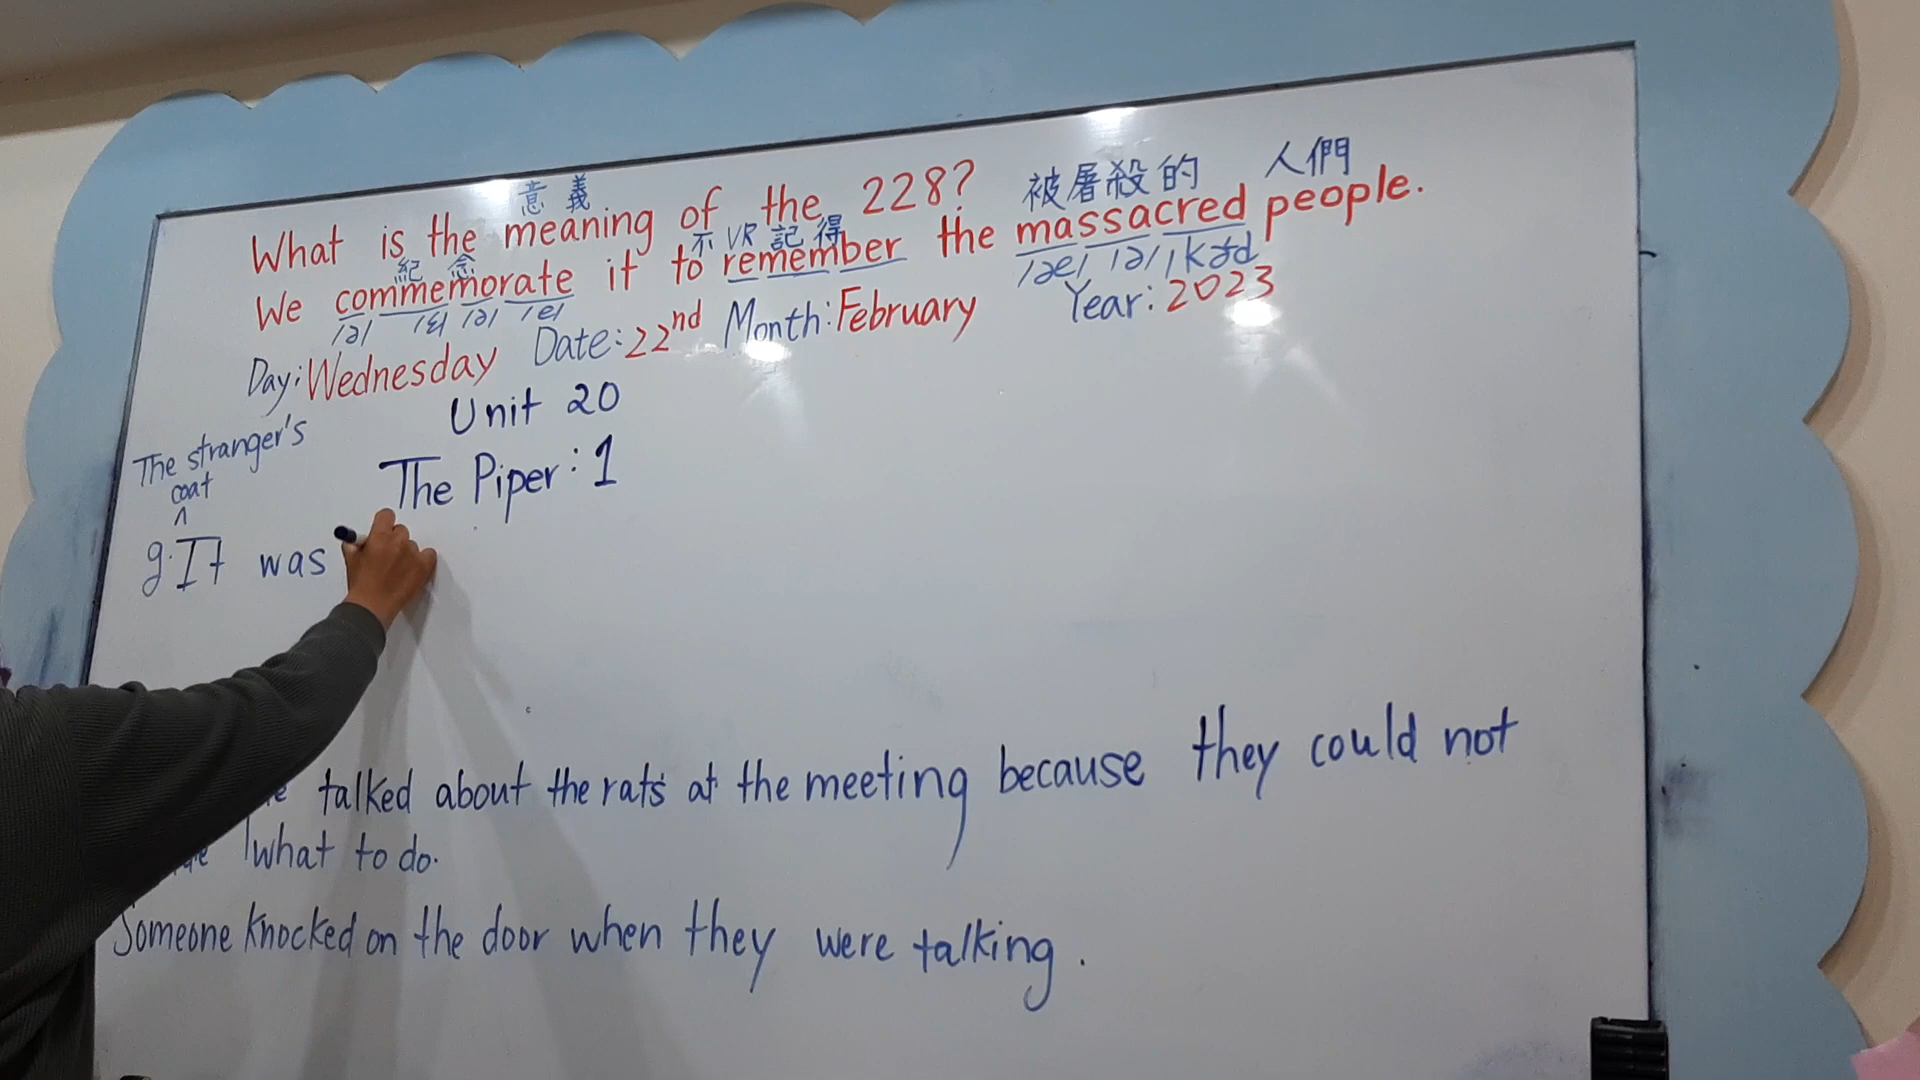 意義
What is the meaning of the 228?
被屠殺的 人們
紀念 不 VR 記得
We commemorate it to remember the massacred people.
/ə/ /ɛ/ /ə/ /e/ /æ/ /ə/
Day: Wednesday Date: 22nd Month: February Year: 2023
Unit 20
The Piper: 1
The stranger's
coat
^
g. It was
talked about the rats at the meeting because they could not
what to do.
Someone knocked on the door when they were talking.